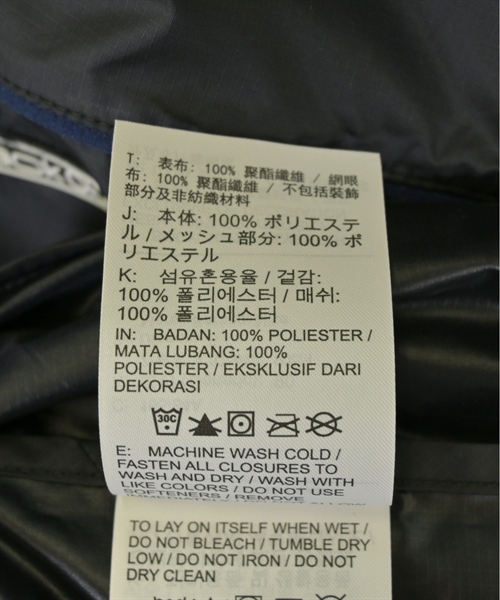 T: 表布: 100% 聚酯纖維 / 網眼
布: 100% 聚酯纖維 / 不包括裝飾
部分及非紡織材料
J: 本体: 100% ポリエステ
ル / メッシュ部分: 100% ポ
リエステル
K: 섬유혼용율 / 겉감:
100% 폴리에스터 / 매쉬:
100% 폴리에스터
IN: BADAN: 100% POLIESTER /
MATA LUBANG: 100%
POLIESTER / EKSKLUSIF DARI
DEKORASI
30C
E: MACHINE WASH COLD /
FASTEN ALL CLOSURES TO
WASH AND DRY / WASH WITH
LIKE COLORS / DO NOT USE
SOFTENERS / REMOVE
TO LAY ON ITSELF WHEN WET /
DO NOT BLEACH / TUMBLE DRY
LOW / DO NOT IRON / DO NOT
DRY CLEAN